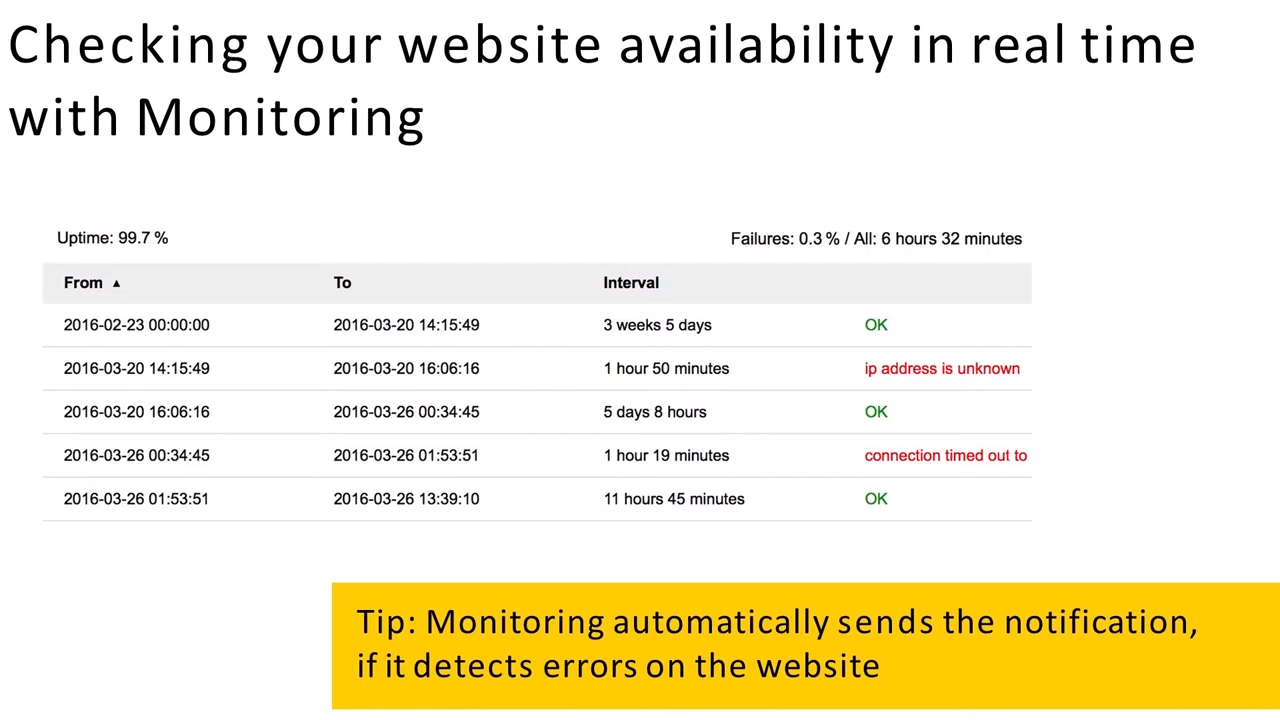 Checking your website availability in real time
with Monitoring
Uptime: 99.7 % Failures: 0.3 % / All: 6 hours 32 minutes
From ▲ To Interval
2016-02-23 00:00:00 2016-03-20 14:15:49 3 weeks 5 days OK
2016-03-20 14:15:49 2016-03-20 16:06:16 1 hour 50 minutes ip address is unknown
2016-03-20 16:06:16 2016-03-26 00:34:45 5 days 8 hours OK
2016-03-26 00:34:45 2016-03-26 01:53:51 1 hour 19 minutes connection timed out to
2016-03-26 01:53:51 2016-03-26 13:39:10 11 hours 45 minutes OK
Tip: Monitoring automatically sends the notification,
if it detects errors on the website